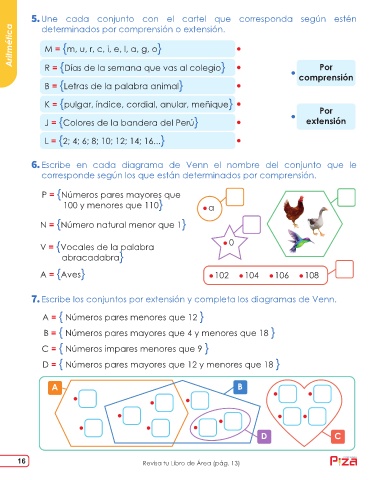 Aritmética
5. Une cada conjunto con el cartel que corresponda según estén
determinados por comprensión o extensión.
M = {m, u, r, c, i, e, l, a, g, o}
R = {Días de la semana que vas al colegio}
B = {Letras de la palabra animal}
K = {pulgar, índice, cordial, anular, meñique}
J = {Colores de la bandera del Perú}
L = {2; 4; 6; 8; 10; 12; 14; 16...}
Por
comprensión
Por
extensión
6. Escribe en cada diagrama de Venn el nombre del conjunto que le
corresponde según los que están determinados por comprensión.
P = {Números pares mayores que
100 y menores que 110}
N = {Número natural menor que 1}
V = {Vocales de la palabra
abracadabra}
A = {Aves}
a
0
102 104 106 108
7. Escribe los conjuntos por extensión y completa los diagramas de Venn.
A = { Números pares menores que 12 }
B = { Números pares mayores que 4 y menores que 18 }
C = { Números impares menores que 9 }
D = { Números pares mayores que 12 y menores que 18 }
A
B
D
C
16
Revisa tu Libro de Área (pág. 13)
Piza